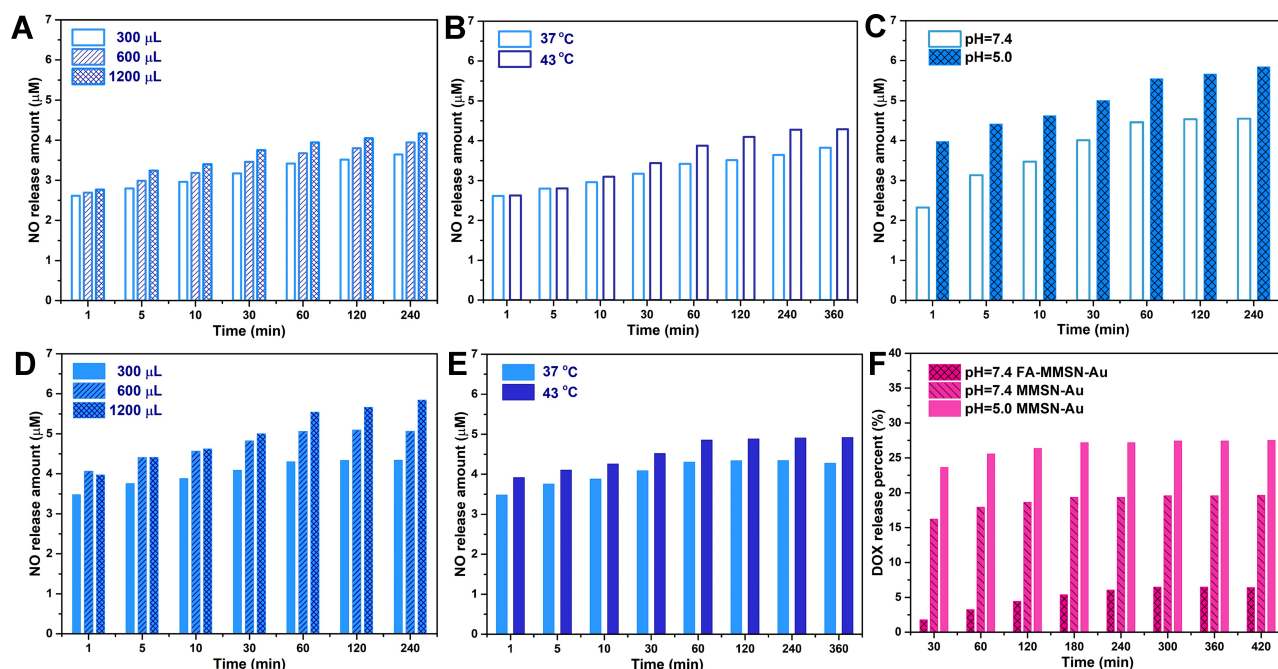 A
300 μL
600 μL
1200 μL
NO release amount (μM)
7
6
5
4
3
2
1
0
1 5 10 30 60 120 240
Time (min)
B
37 °C
43 °C
NO release amount (μM)
7
6
5
4
3
2
1
0
1 5 10 30 60 120 240 360
Time (min)
C
pH=7.4
pH=5.0
NO release amount (μM)
7
6
5
4
3
2
1
0
1 5 10 30 60 120 240
Time (min)
D
300 μL
600 μL
1200 μL
NO release amount (μM)
7
6
5
4
3
2
1
0
1 5 10 30 60 120 240
Time (min)
E
37 °C
43 °C
NO release amount (μM)
7
6
5
4
3
2
1
0
1 5 10 30 60 120 240 360
Time (min)
F
pH=7.4 FA-MMSN-Au
pH=7.4 MMSN-Au
pH=5.0 MMSN-Au
DOX release percent (%)
40
35
30
25
20
15
10
5
0
30 60 120 180 240 300 360 420
Time (min)